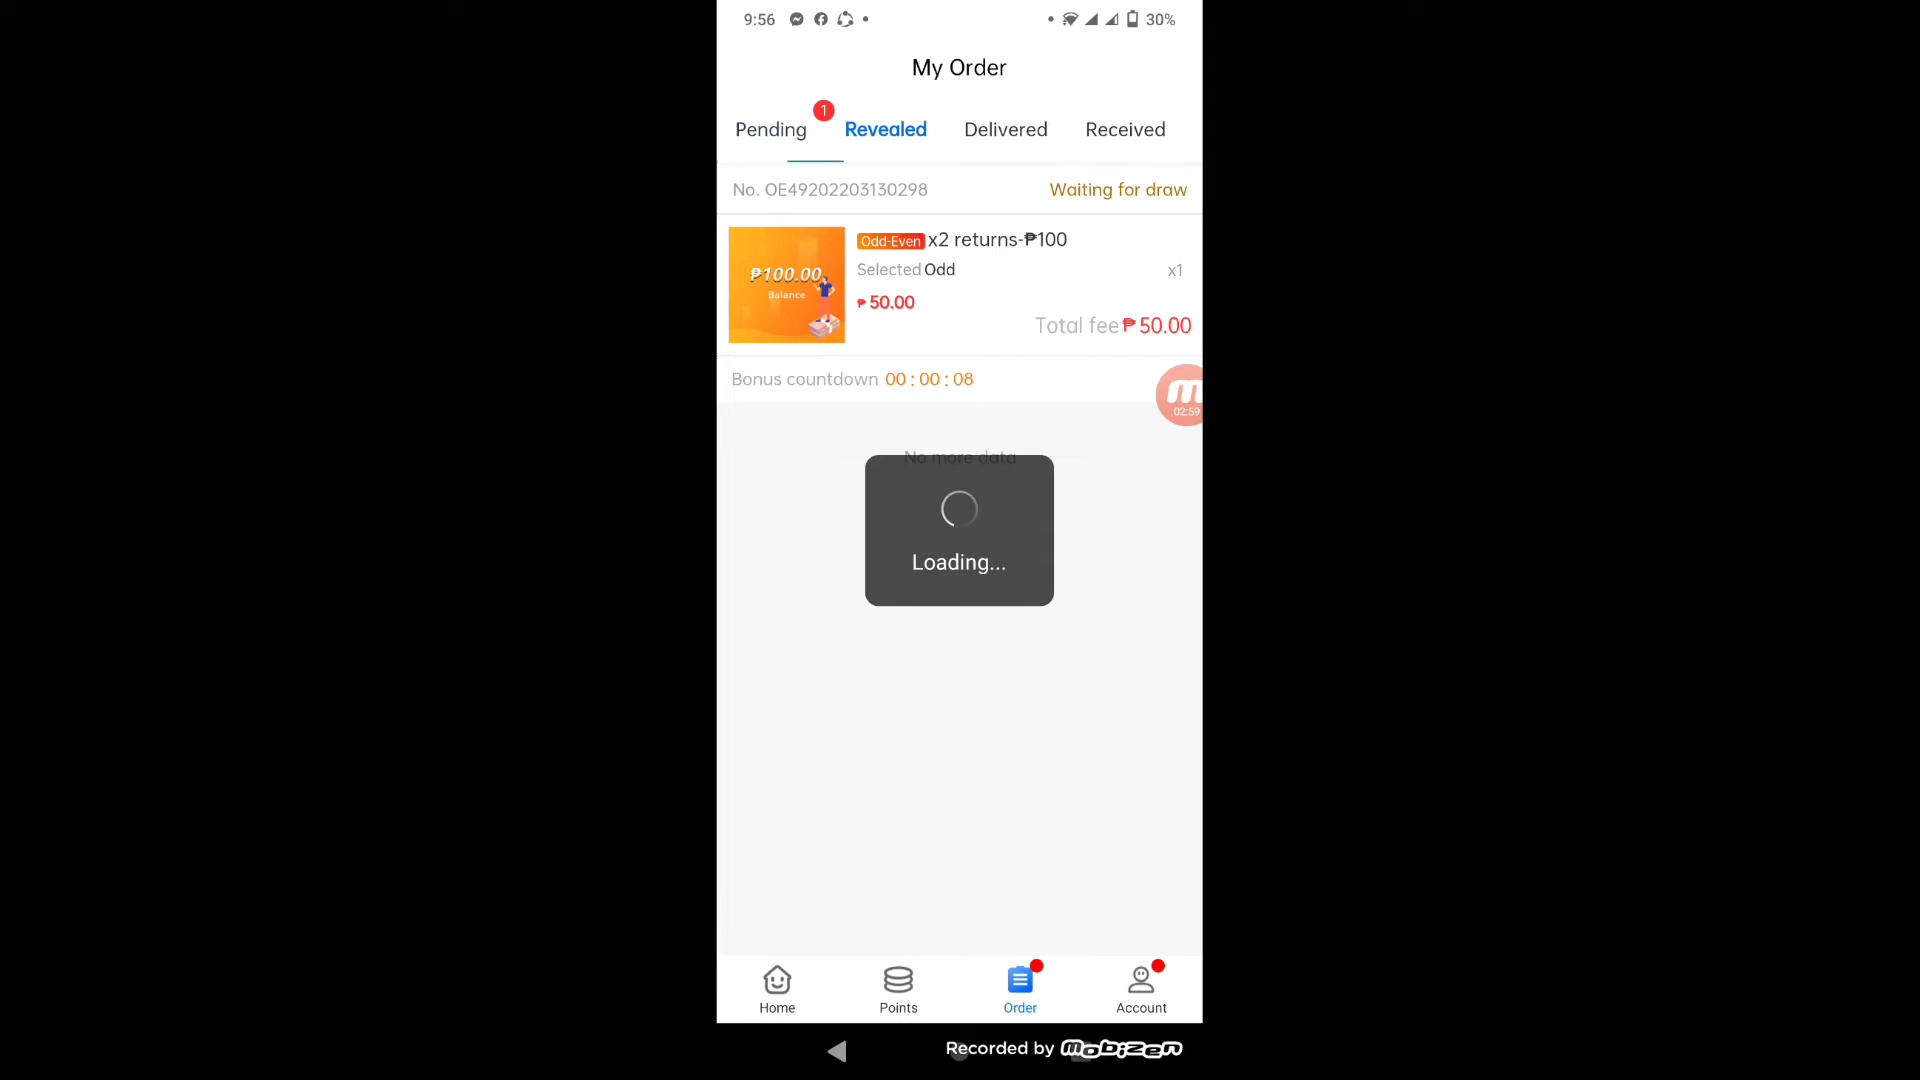 9:56
30%
My Order
1
Pending
Revealed
Delivered
Received
No. OE49202203130298
Waiting for draw
₱100.00
Balance
Odd-Even x2 returns-₱100
Selected Odd
x1
₱ 50.00
Total fee ₱ 50.00
Bonus countdown 00 : 00 : 08
m
02:59
No more data
Loading...
Home
Points
Order
Account
Recorded by mobizen